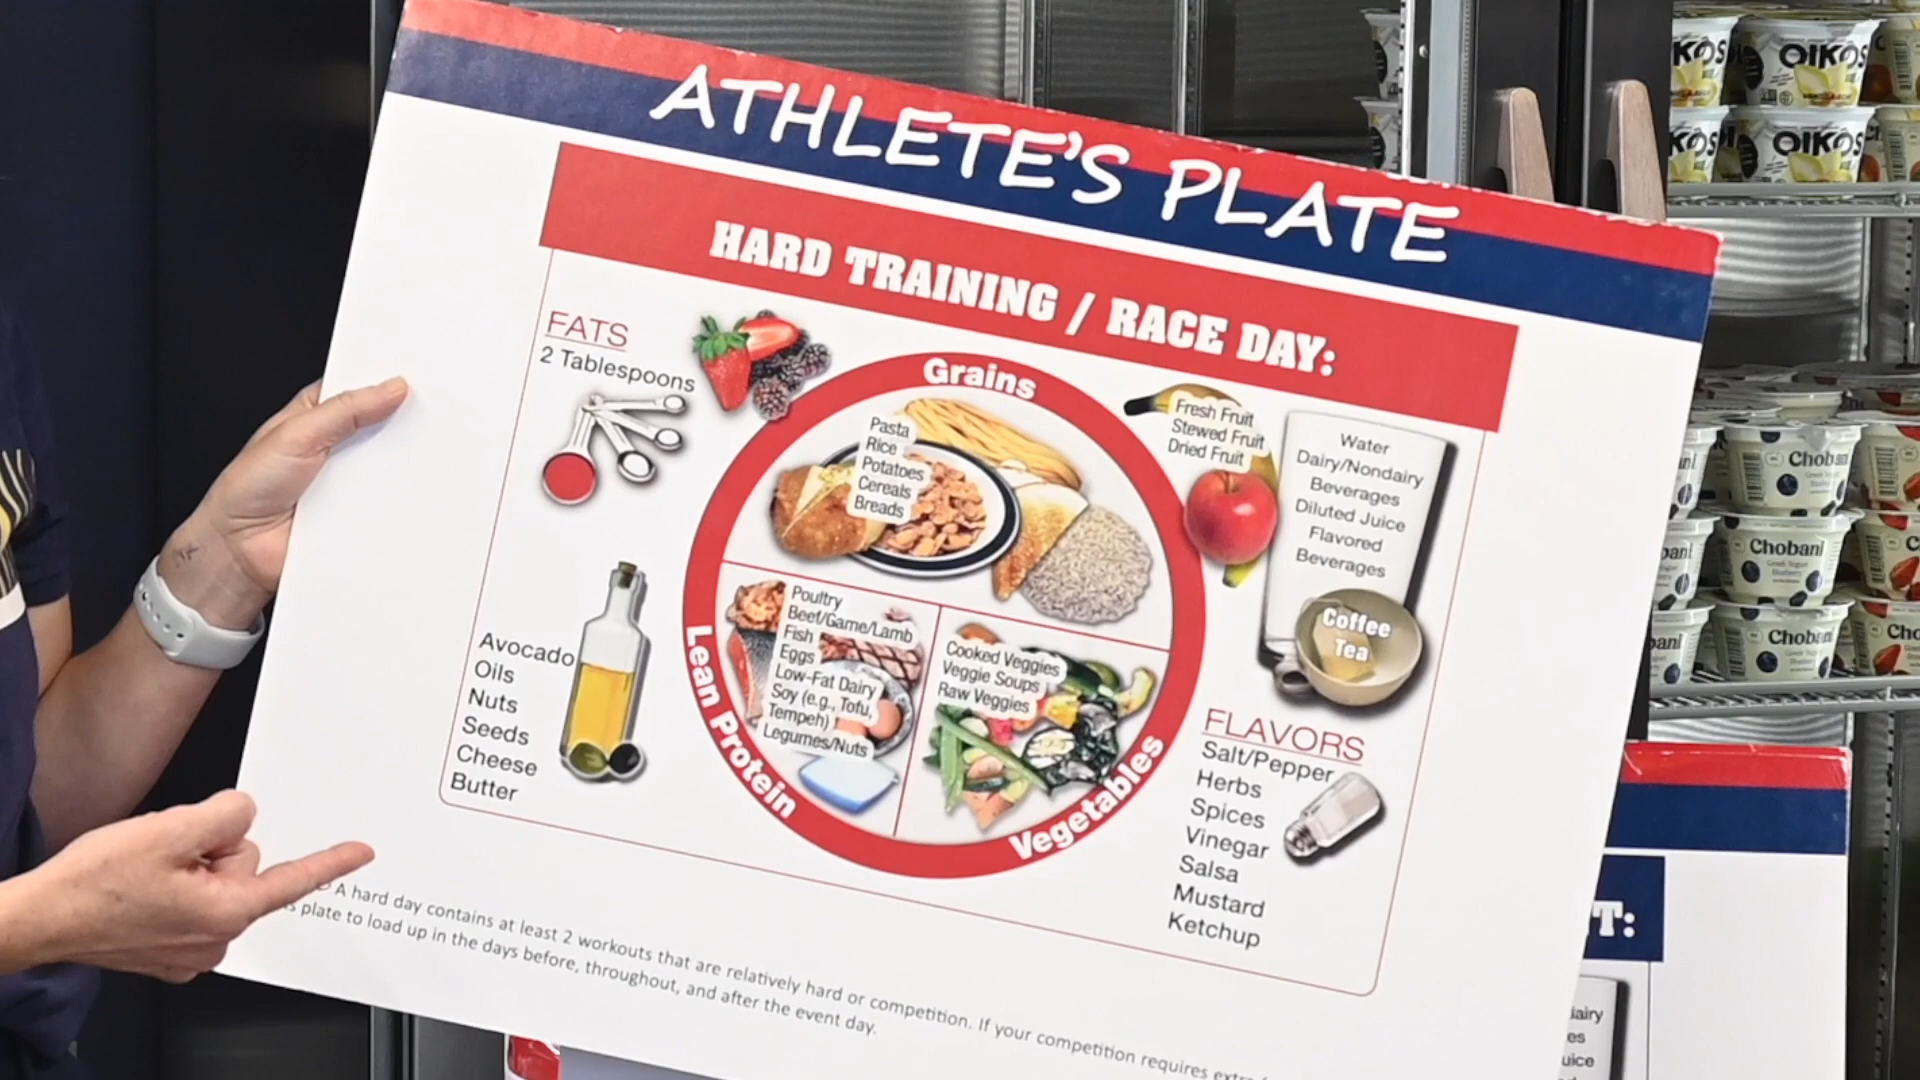 ATHLETE'S PLATE
HARD TRAINING / RACE DAY:
FATS
2 Tablespoons
Avocado
Oils
Nuts
Seeds
Cheese
Butter
Grains
Pasta
Rice
Potatoes
Cereals
Breads
Lean Protein
Poultry
Beef/Game/Lamb
Fish
Eggs
Low-Fat Dairy
Soy (e.g., Tofu,
Tempeh)
Legumes/Nuts
Vegetables
Cooked Veggies
Veggie Soups
Raw Veggies
Fresh Fruit
Stewed Fruit
Dried Fruit
Water
Dairy/Nondairy
Beverages
Diluted Juice
Flavored
Beverages
Coffee
Tea
FLAVORS
Salt/Pepper
Herbs
Spices
Vinegar
Salsa
Mustard
Ketchup
A hard day contains at least 2 workouts that are relatively hard or competition. If your competition requires
plate to load up in the days before, throughout, and after the event day.
OIKOS
OIKOS
Chobani
Chobani
Chobani
T: